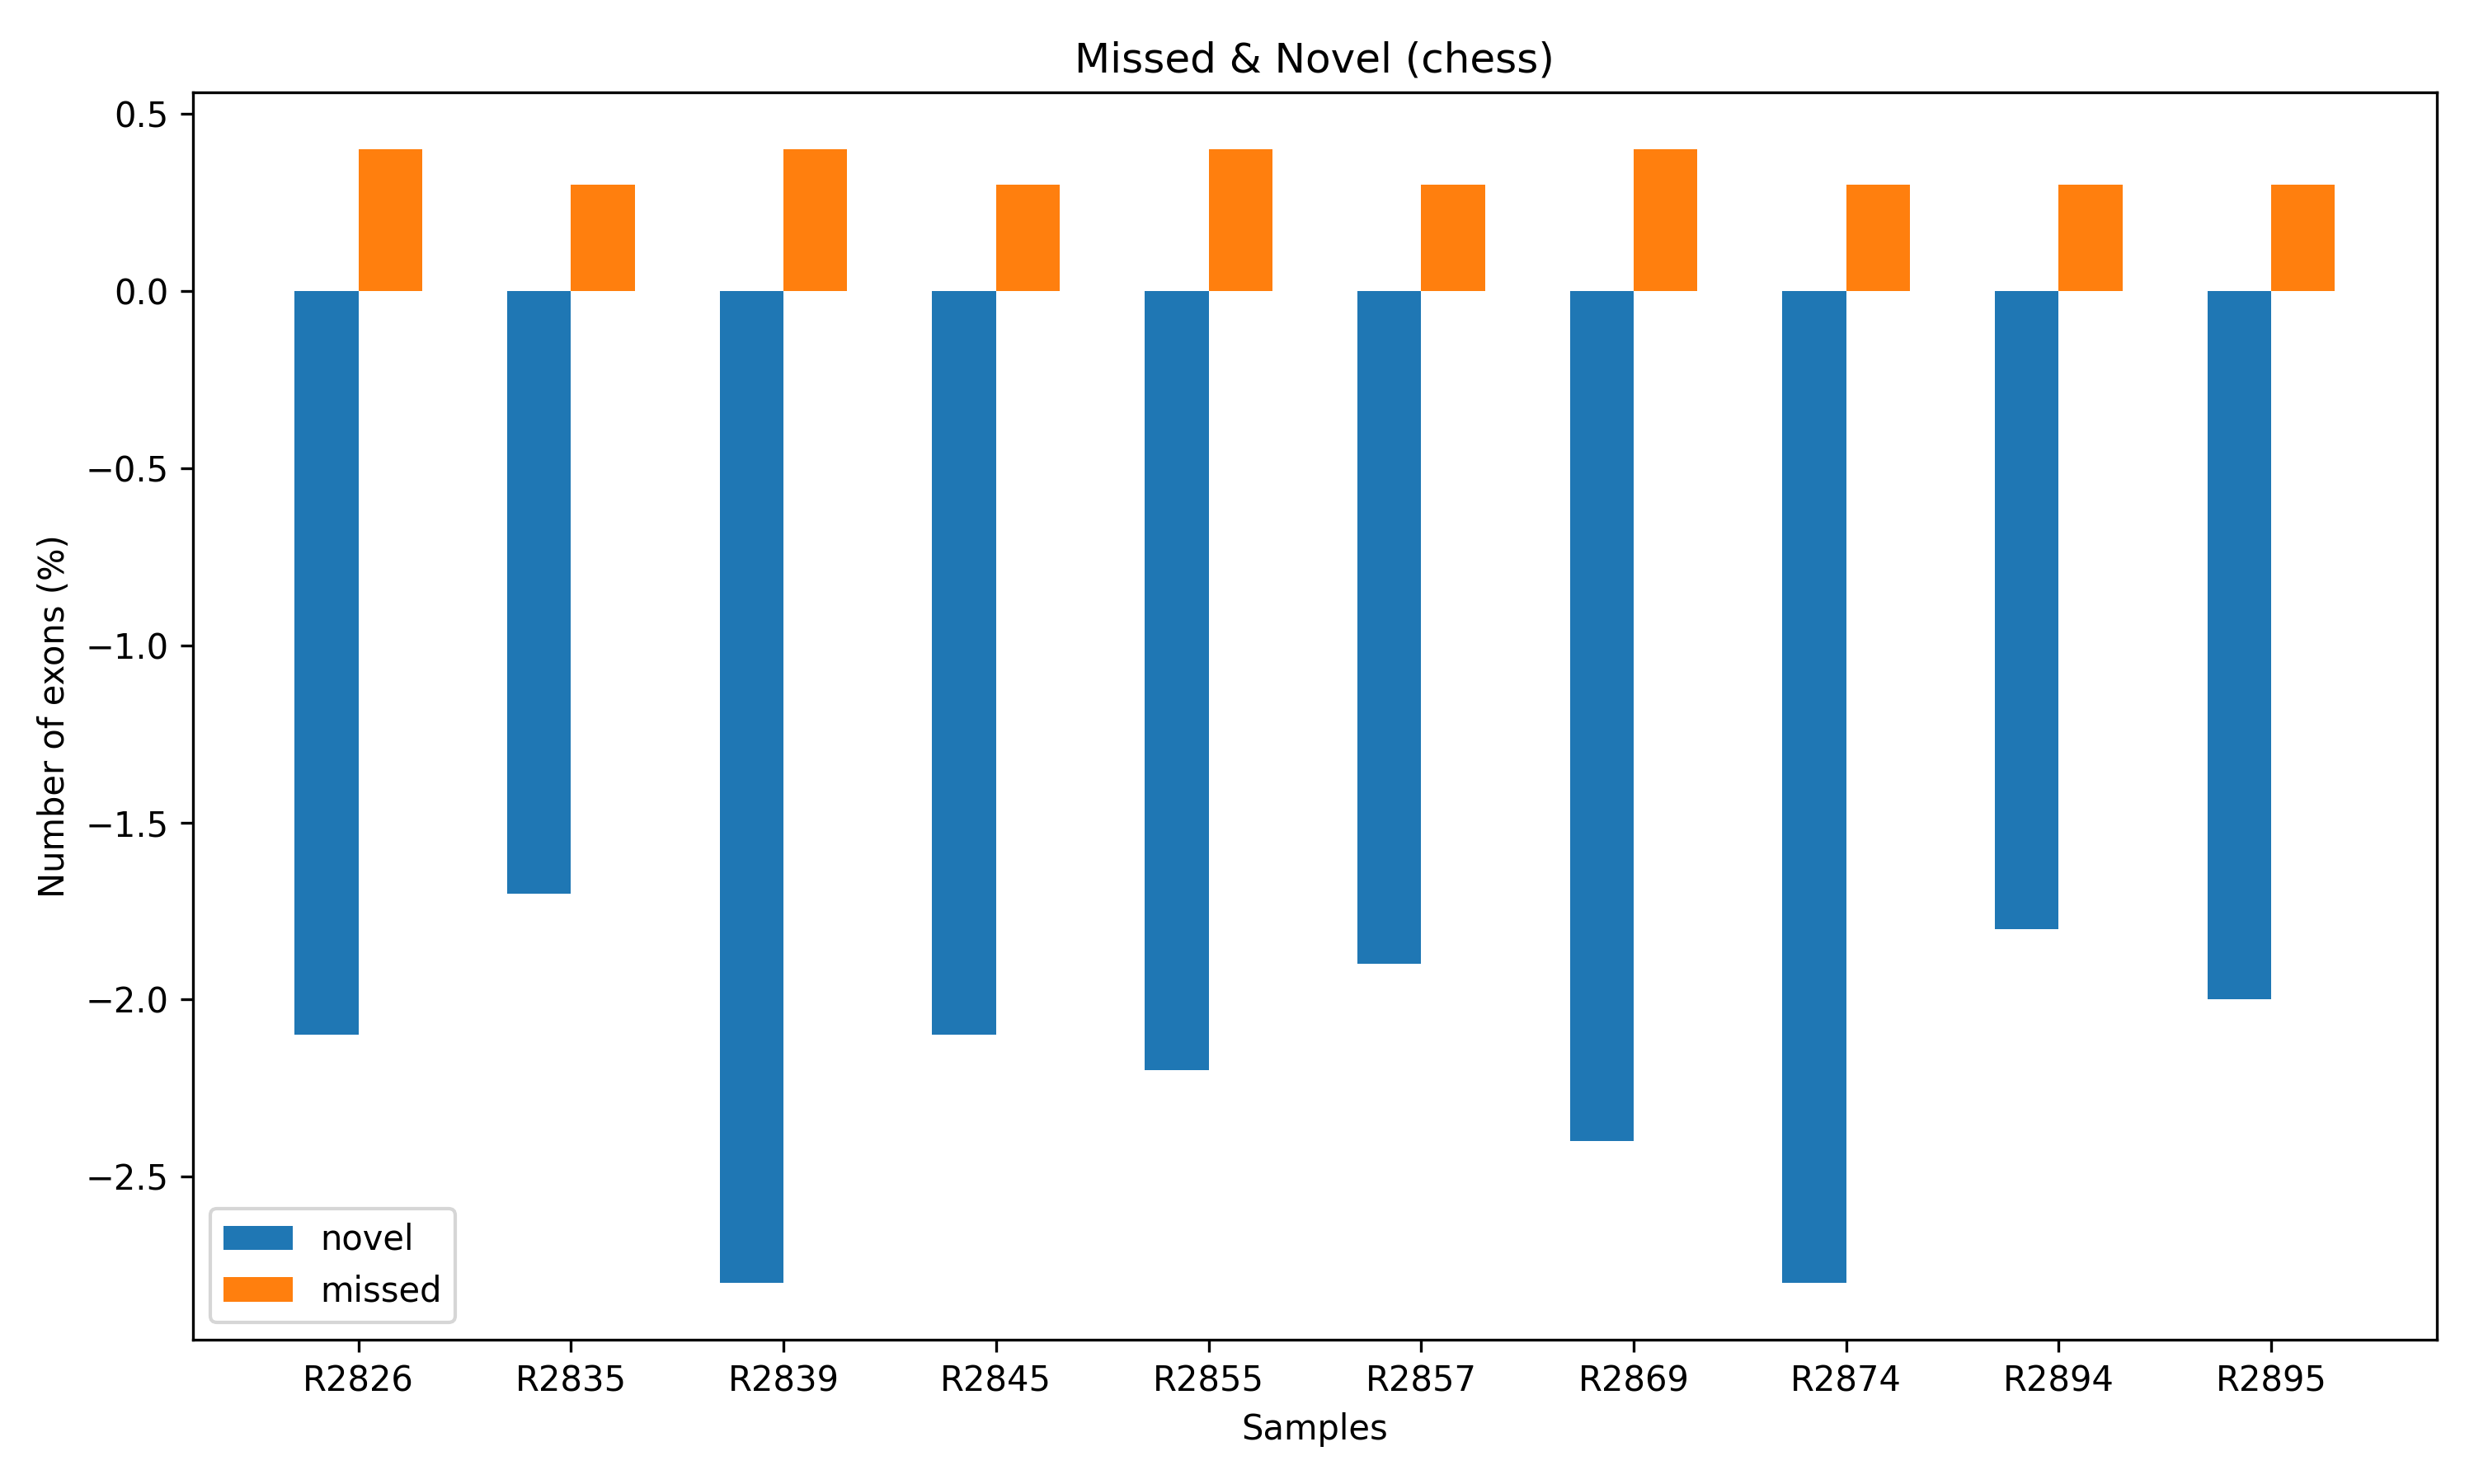 Missed & Novel (chess)
0.5
0.0
−0.5
−1.0
−1.5
−2.0
−2.5
Number of exons (%)
novel
missed
R2826 R2835 R2839 R2845 R2855 R2857 R2869 R2874 R2894 R2895
Samples